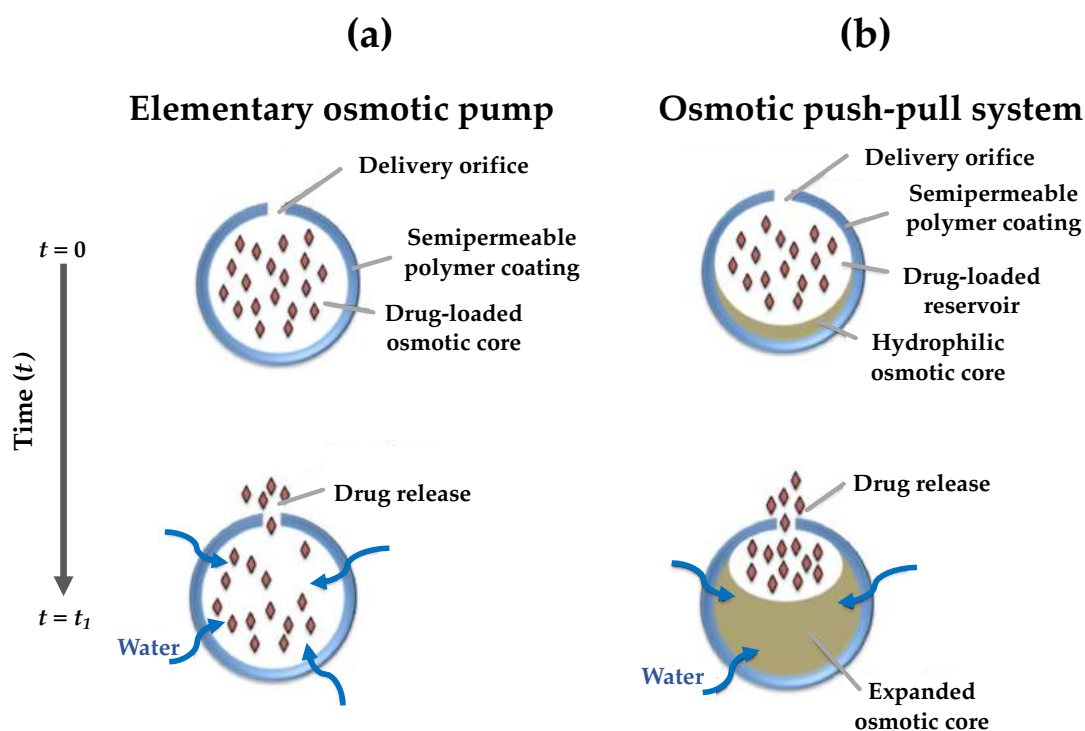 (a)
Elementary osmotic pump
Delivery orifice
Semipermeable
polymer coating
Drug-loaded
osmotic core
Drug release
Water
(b)
Osmotic push-pull system
Delivery orifice
Semipermeable
polymer coating
Drug-loaded
reservoir
Hydrophilic
osmotic core
Drug release
Water
Expanded
osmotic core
t = 0
Time (t)
t = t₁